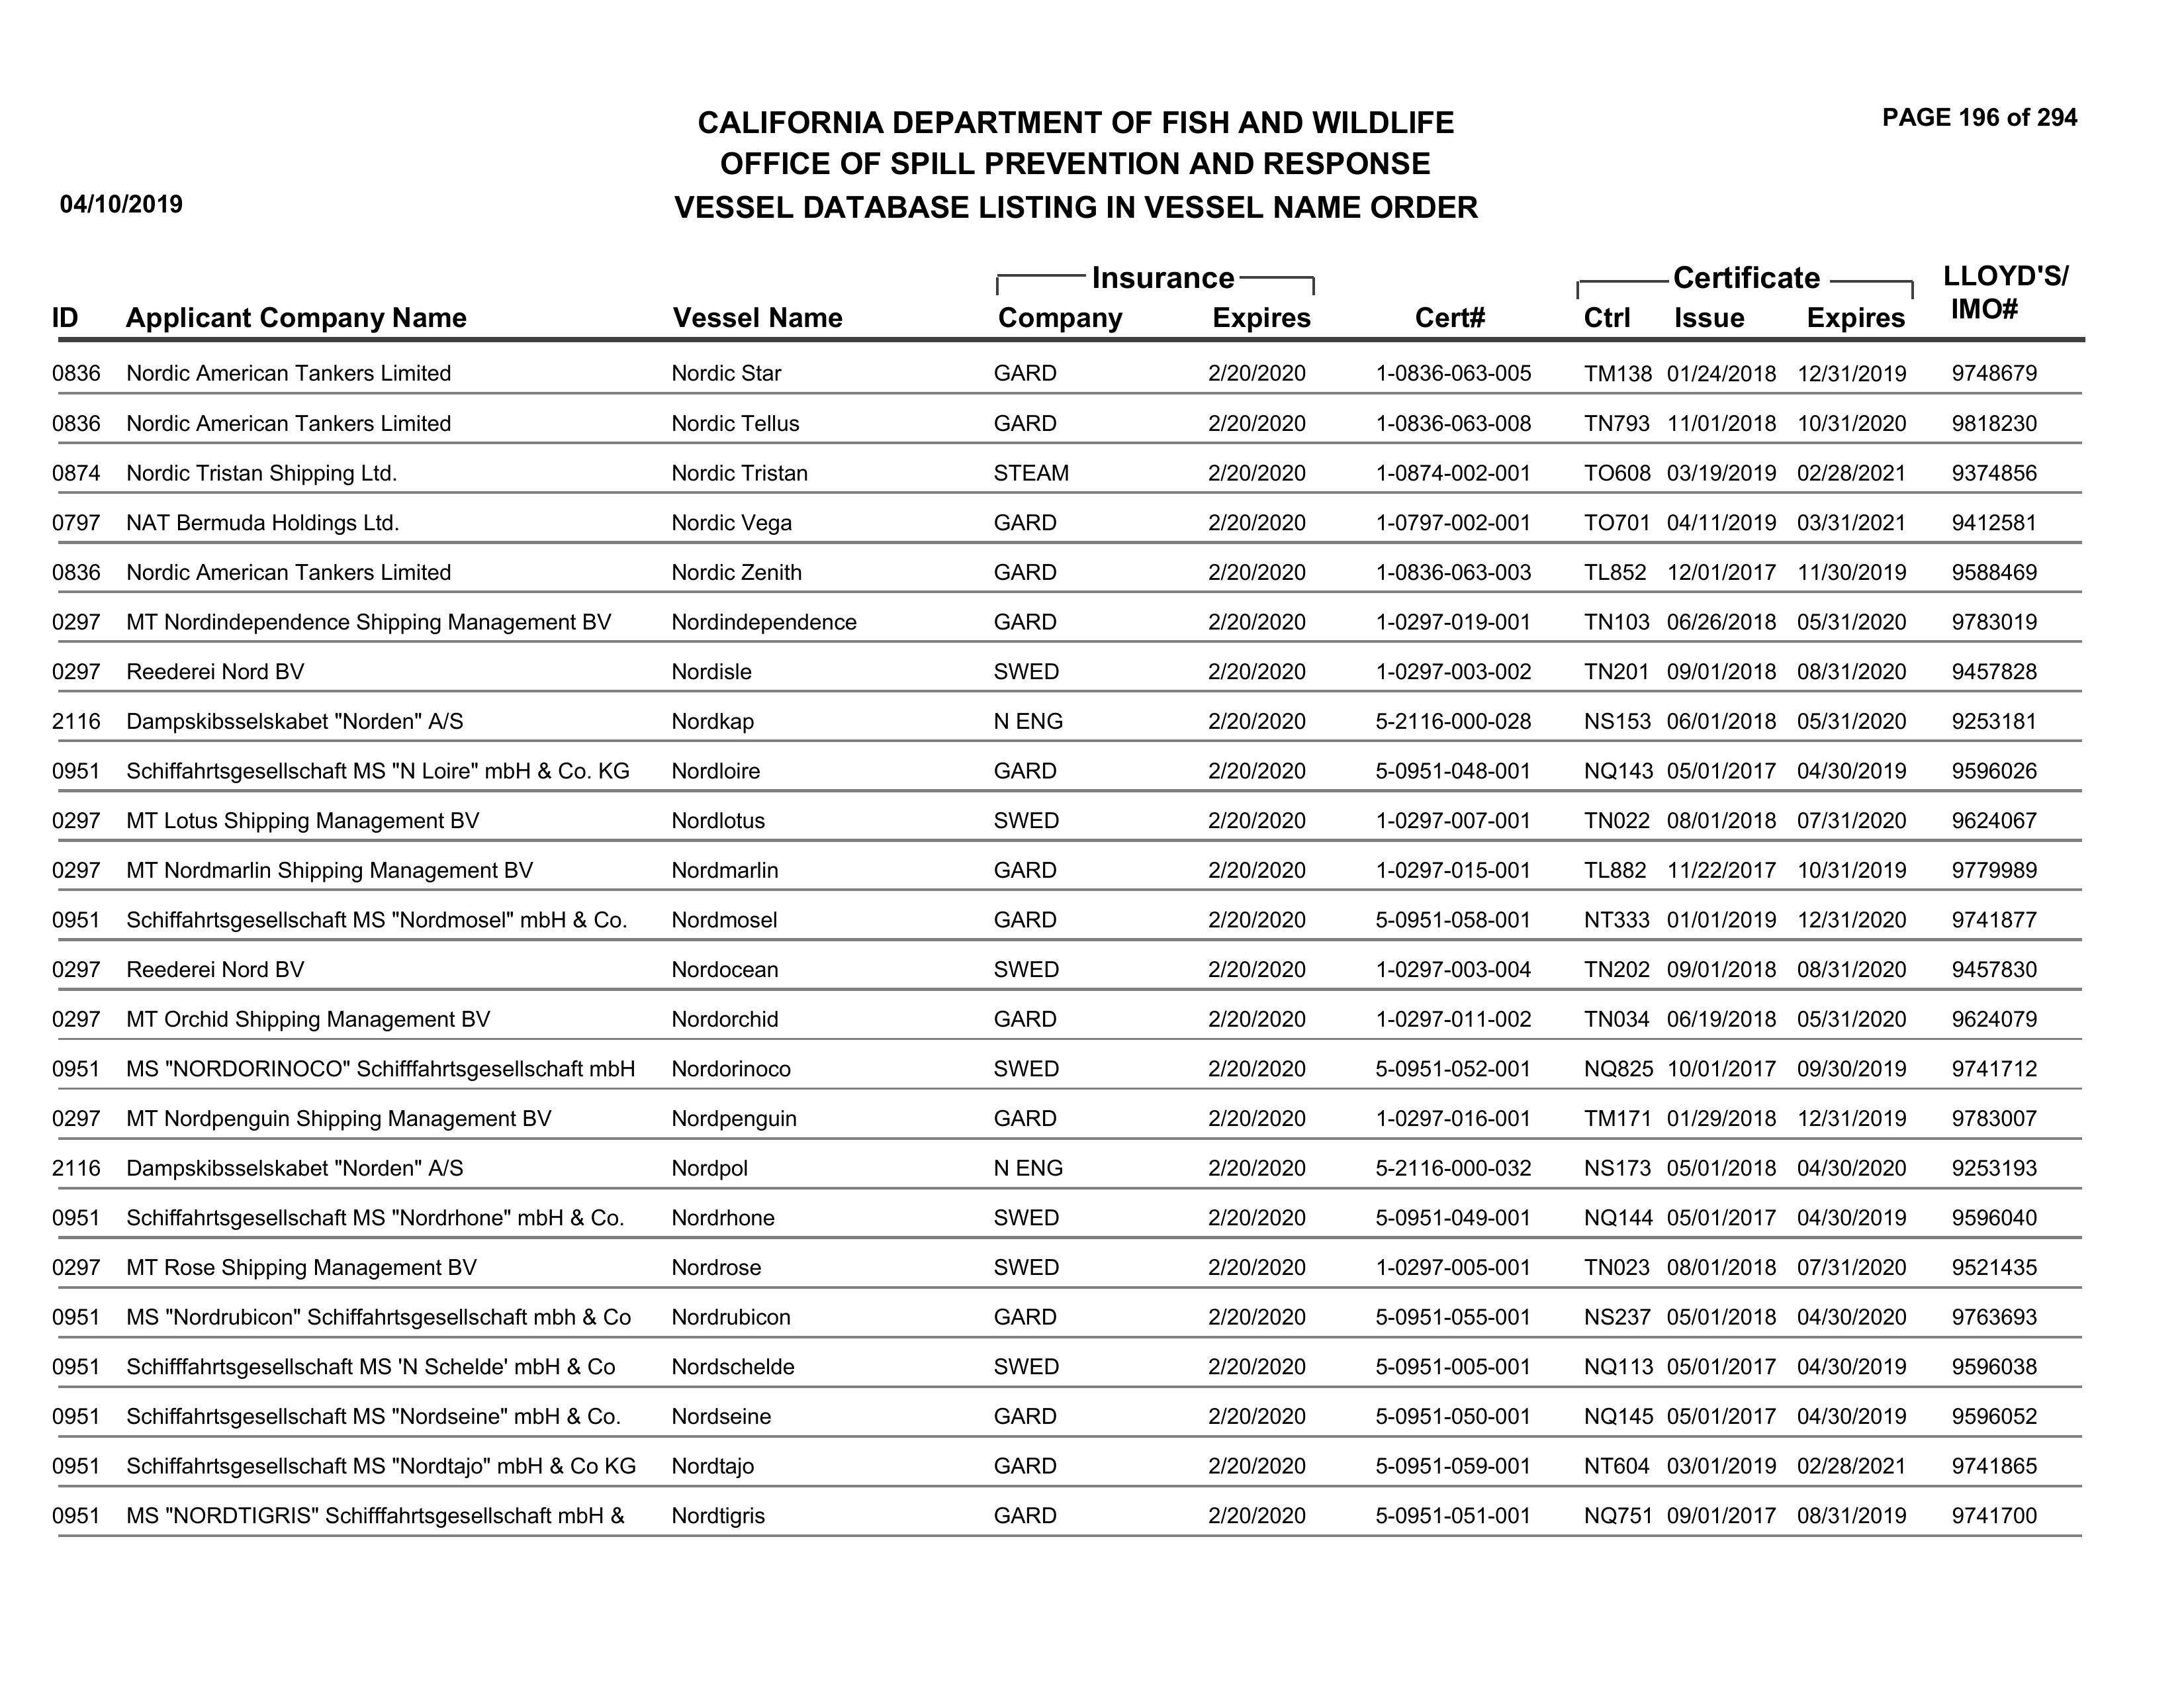 PAGE 196 of 294
CALIFORNIA DEPARTMENT OF FISH AND WILDLIFE
OFFICE OF SPILL PREVENTION AND RESPONSE
04/10/2019
VESSEL DATABASE LISTING IN VESSEL NAME ORDER
Insurance Certificate LLOYD'S/
ID Applicant Company Name Vessel Name Company Expires Cert# Ctrl Issue Expires IMO#
0836 Nordic American Tankers Limited Nordic Star GARD 2/20/2020 1-0836-063-005 TM138 01/24/2018 12/31/2019 9748679
0836 Nordic American Tankers Limited Nordic Tellus GARD 2/20/2020 1-0836-063-008 TN793 11/01/2018 10/31/2020 9818230
0874 Nordic Tristan Shipping Ltd. Nordic Tristan STEAM 2/20/2020 1-0874-002-001 TO608 03/19/2019 02/28/2021 9374856
0797 NAT Bermuda Holdings Ltd. Nordic Vega GARD 2/20/2020 1-0797-002-001 TO701 04/11/2019 03/31/2021 9412581
0836 Nordic American Tankers Limited Nordic Zenith GARD 2/20/2020 1-0836-063-003 TL852 12/01/2017 11/30/2019 9588469
0297 MT Nordindependence Shipping Management BV Nordindependence GARD 2/20/2020 1-0297-019-001 TN103 06/26/2018 05/31/2020 9783019
0297 Reederei Nord BV Nordisle SWED 2/20/2020 1-0297-003-002 TN201 09/01/2018 08/31/2020 9457828
2116 Dampskibsselskabet "Norden" A/S Nordkap N ENG 2/20/2020 5-2116-000-028 NS153 06/01/2018 05/31/2020 9253181
0951 Schiffahrtsgesellschaft MS "N Loire" mbH & Co. KG Nordloire GARD 2/20/2020 5-0951-048-001 NQ143 05/01/2017 04/30/2019 9596026
0297 MT Lotus Shipping Management BV Nordlotus SWED 2/20/2020 1-0297-007-001 TN022 08/01/2018 07/31/2020 9624067
0297 MT Nordmarlin Shipping Management BV Nordmarlin GARD 2/20/2020 1-0297-015-001 TL882 11/22/2017 10/31/2019 9779989
0951 Schiffahrtsgesellschaft MS "Nordmosel" mbH & Co. Nordmosel GARD 2/20/2020 5-0951-058-001 NT333 01/01/2019 12/31/2020 9741877
0297 Reederei Nord BV Nordocean SWED 2/20/2020 1-0297-003-004 TN202 09/01/2018 08/31/2020 9457830
0297 MT Orchid Shipping Management BV Nordorchid GARD 2/20/2020 1-0297-011-002 TN034 06/19/2018 05/31/2020 9624079
0951 MS "NORDORINOCO" Schifffahrtsgesellschaft mbH Nordorinoco SWED 2/20/2020 5-0951-052-001 NQ825 10/01/2017 09/30/2019 9741712
0297 MT Nordpenguin Shipping Management BV Nordpenguin GARD 2/20/2020 1-0297-016-001 TM171 01/29/2018 12/31/2019 9783007
2116 Dampskibsselskabet "Norden" A/S Nordpol N ENG 2/20/2020 5-2116-000-032 NS173 05/01/2018 04/30/2020 9253193
0951 Schiffahrtsgesellschaft MS "Nordrhone" mbH & Co. Nordrhone SWED 2/20/2020 5-0951-049-001 NQ144 05/01/2017 04/30/2019 9596040
0297 MT Rose Shipping Management BV Nordrose SWED 2/20/2020 1-0297-005-001 TN023 08/01/2018 07/31/2020 9521435
0951 MS "Nordrubicon" Schiffahrtsgesellschaft mbh & Co Nordrubicon GARD 2/20/2020 5-0951-055-001 NS237 05/01/2018 04/30/2020 9763693
0951 Schifffahrtsgesellschaft MS 'N Schelde' mbH & Co Nordschelde SWED 2/20/2020 5-0951-005-001 NQ113 05/01/2017 04/30/2019 9596038
0951 Schiffahrtsgesellschaft MS "Nordseine" mbH & Co. Nordseine GARD 2/20/2020 5-0951-050-001 NQ145 05/01/2017 04/30/2019 9596052
0951 Schiffahrtsgesellschaft MS "Nordtajo" mbH & Co KG Nordtajo GARD 2/20/2020 5-0951-059-001 NT604 03/01/2019 02/28/2021 9741865
0951 MS "NORDTIGRIS" Schifffahrtsgesellschaft mbH & Nordtigris GARD 2/20/2020 5-0951-051-001 NQ751 09/01/2017 08/31/2019 9741700